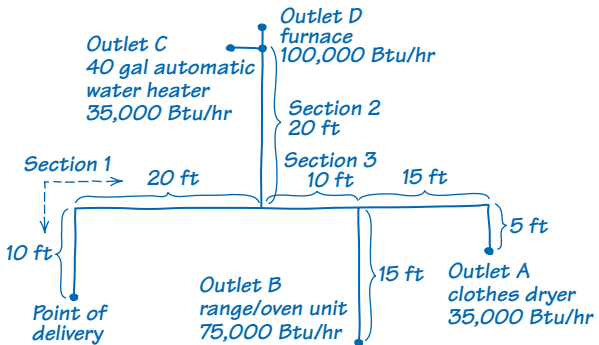 Outlet D
furnace
100,000 Btu/hr
Outlet C
40 gal automatic
water heater
35,000 Btu/hr
Section 2
20 ft
Section 1
20 ft
Section 3
10 ft
15 ft
10 ft
5 ft
15 ft
Point of
delivery
Outlet B
range/oven unit
75,000 Btu/hr
Outlet A
clothes dryer
35,000 Btu/hr